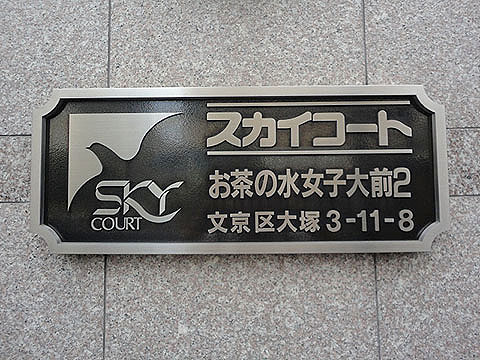 SKY
COURT
スカイコート
お茶の水女子大前2
文京区大塚 3-11-8